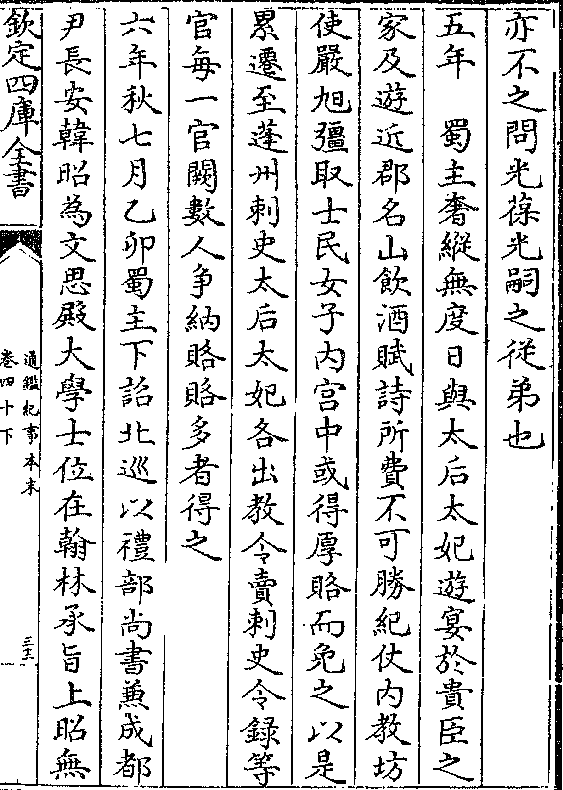 亦不之問光葆光嗣之從弟也
五年　蜀主奢縱無度日與太后太妃遊宴於貴臣之
家及遊近郡名山飲酒賦詩所費不可勝紀仗内教坊
使嚴旭彊取士民女子内宫中或得厚賂而免之以是
累遷至蓬州刺史太后太妃各出教令賣刺史令録等
官每一官闕數人争納賂賂多者得之
六年秋七月乙卯蜀主下詔北巡以禮部尚書兼成都
尹長安韓昭為文思殿大學士位在翰林承旨上昭無
欽定四庫全書
通鑑紀事本末
卷四十下